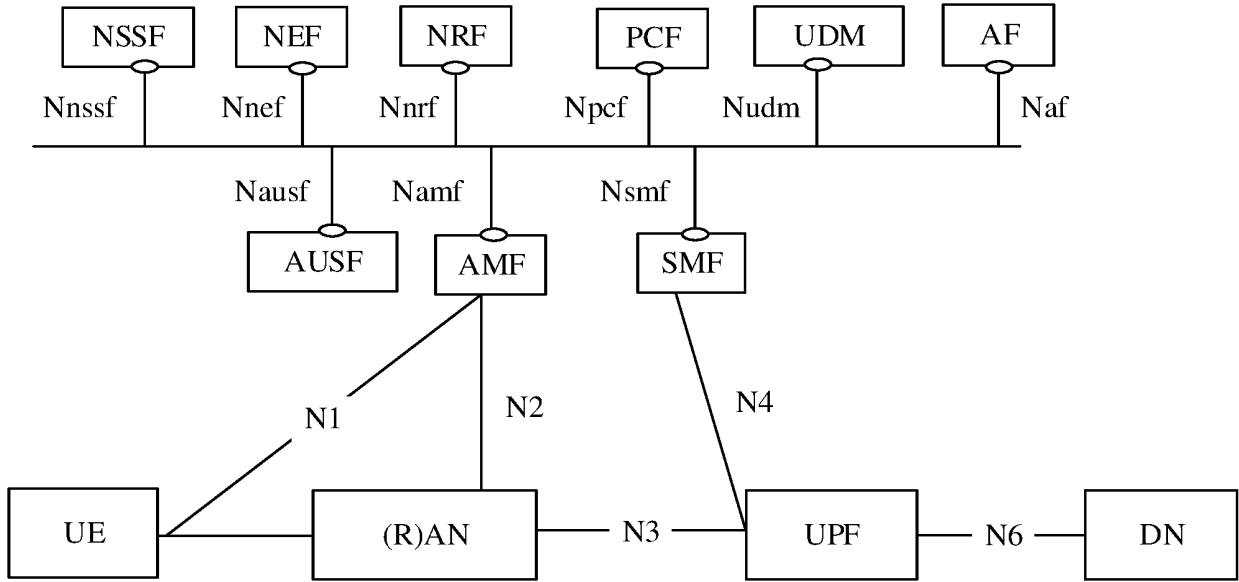 NSSF NEF NRF PCF UDM AF
Nnssf Nnef Nnrf Npcf Nudm Naf
Nausf Namf Nsmf
AUSF AMF SMF
N1 N2 N4
UE (R)AN N3 UPF N6 DN